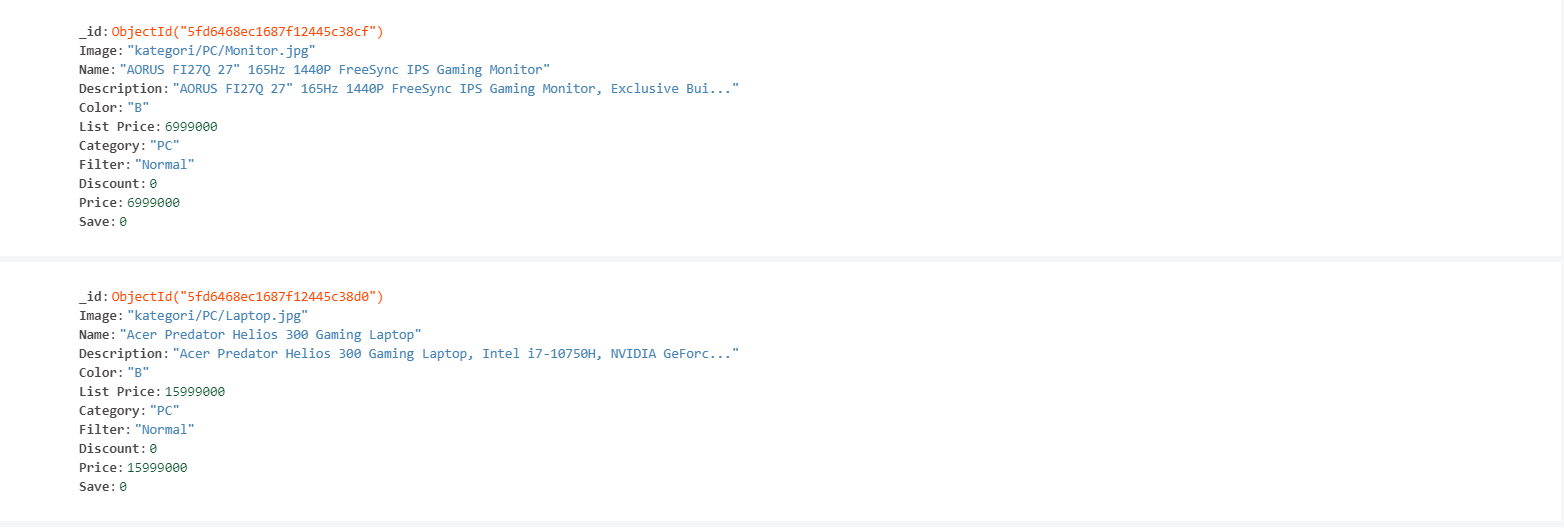 _id: ObjectId("5fd6468ec1687f12445c38cf")
Image: "kategori/PC/Monitor.jpg"
Name: "AORUS FI27Q 27" 165Hz 1440P FreeSync IPS Gaming Monitor"
Description: "AORUS FI27Q 27" 165Hz 1440P FreeSync IPS Gaming Monitor, Exclusive Bui..."
Color: "B"
List Price: 6999000
Category: "PC"
Filter: "Normal"
Discount: 0
Price: 6999000
Save: 0
_id: ObjectId("5fd6468ec1687f12445c38d0")
Image: "kategori/PC/Laptop.jpg"
Name: "Acer Predator Helios 300 Gaming Laptop"
Description: "Acer Predator Helios 300 Gaming Laptop, Intel i7-10750H, NVIDIA GeForc..."
Color: "B"
List Price: 15999000
Category: "PC"
Filter: "Normal"
Discount: 0
Price: 15999000
Save: 0